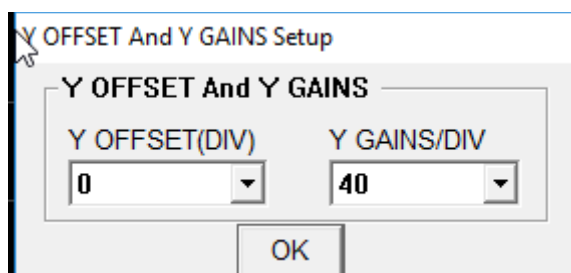 Y OFFSET And Y GAINS Setup
Y OFFSET And Y GAINS
Y OFFSET(DIV) Y GAINS/DIV
0 40
OK